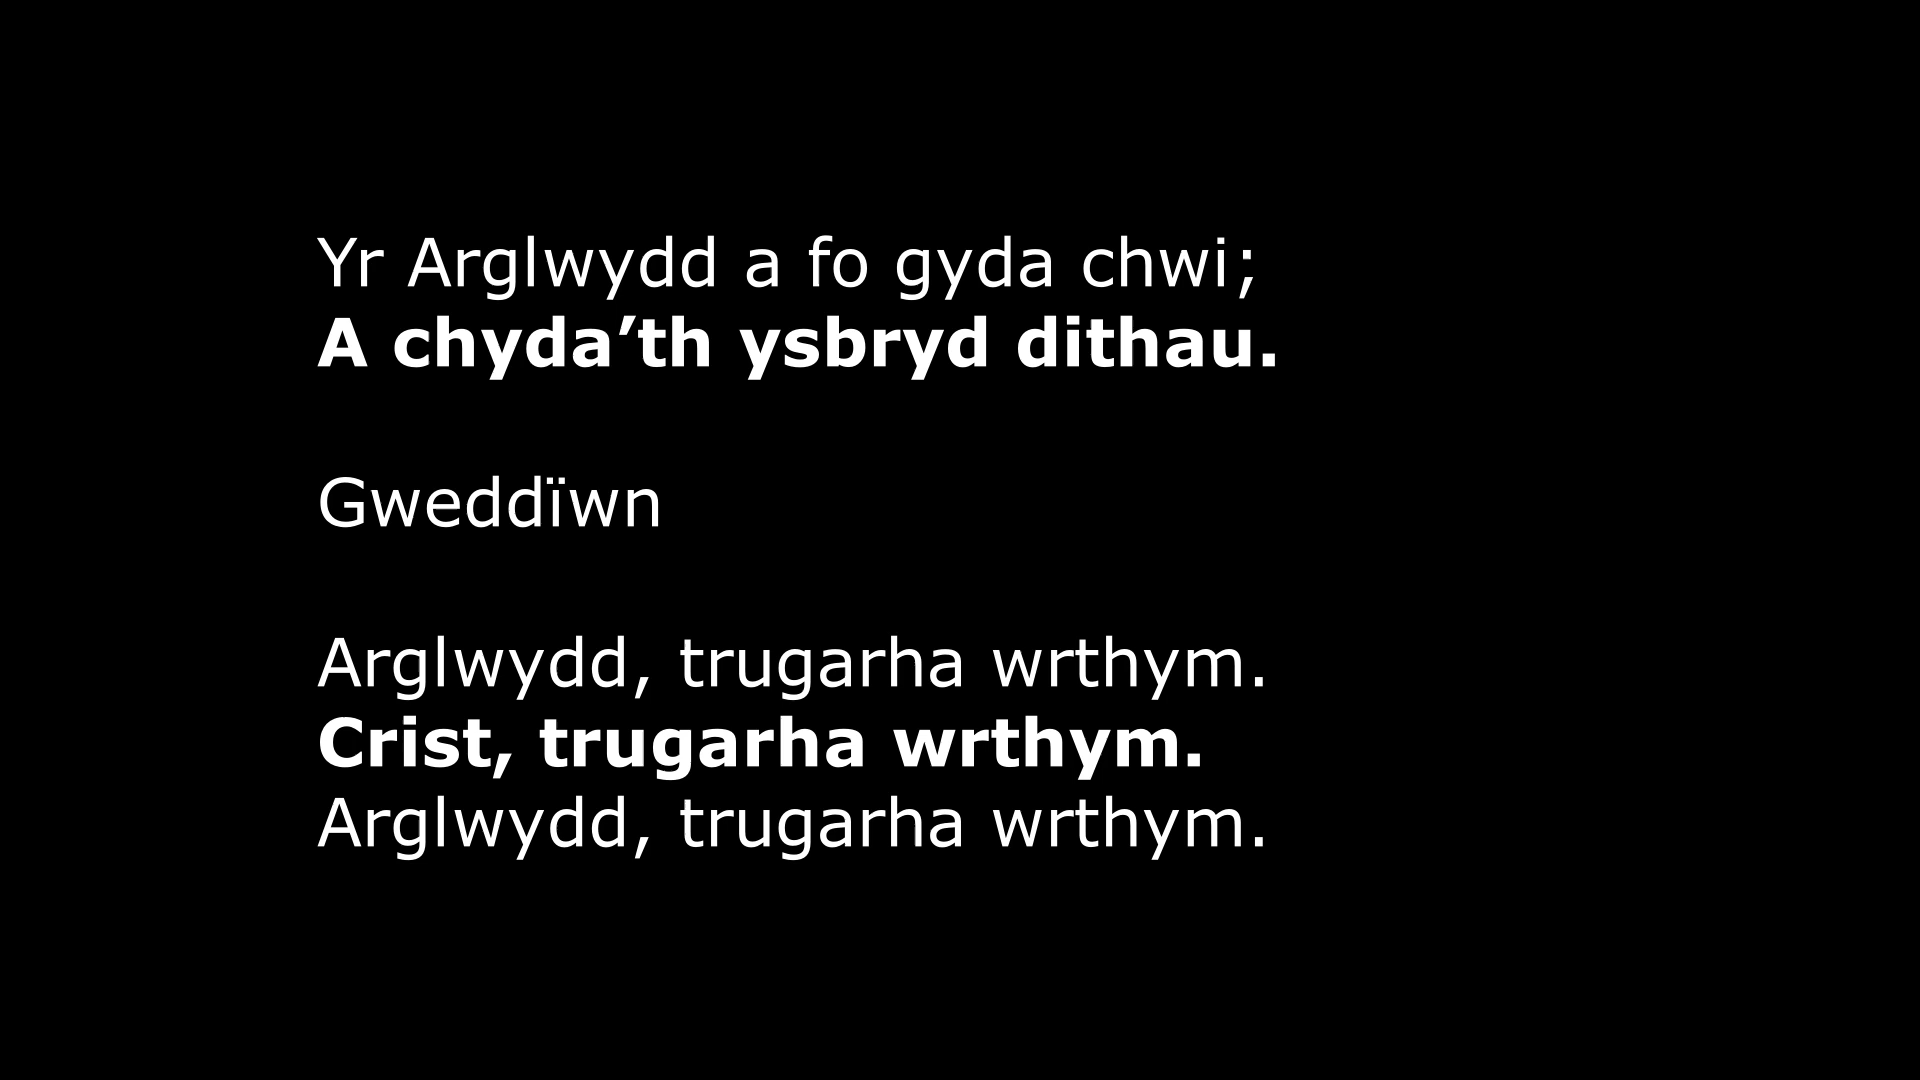 Yr Arglwydd a fo gyda chwi;
A chyda’th ysbryd dithau.
Gweddïwn
Arglwydd, trugarha wrthym.
Crist, trugarha wrthym.
Arglwydd, trugarha wrthym.